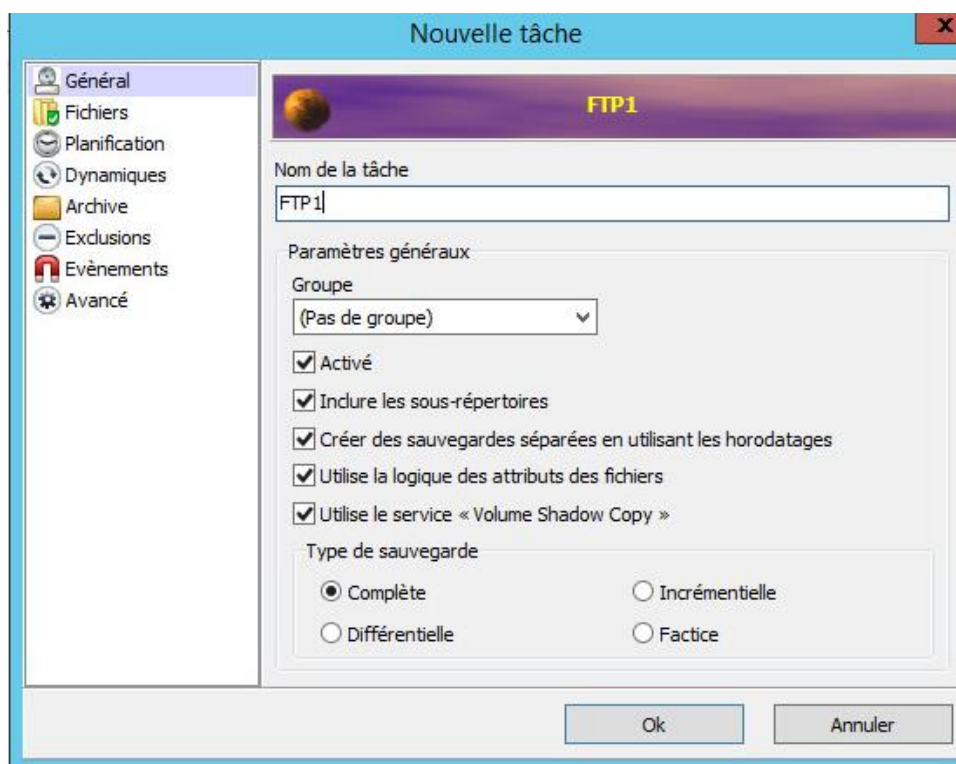 Nouvelle tâche
x
Général
Fichiers
Planification
Dynamiques
Archive
Exclusions
Evènements
Avancé
FTP1
Nom de la tâche
FTP1
Paramètres généraux
Groupe
(Pas de groupe)
Activé
Inclure les sous-répertoires
Créer des sauvegardes séparées en utilisant les horodatages
Utilise la logique des attributs des fichiers
Utilise le service « Volume Shadow Copy »
Type de sauvegarde
Complète
Incrémentielle
Différentielle
Factice
Ok
Annuler